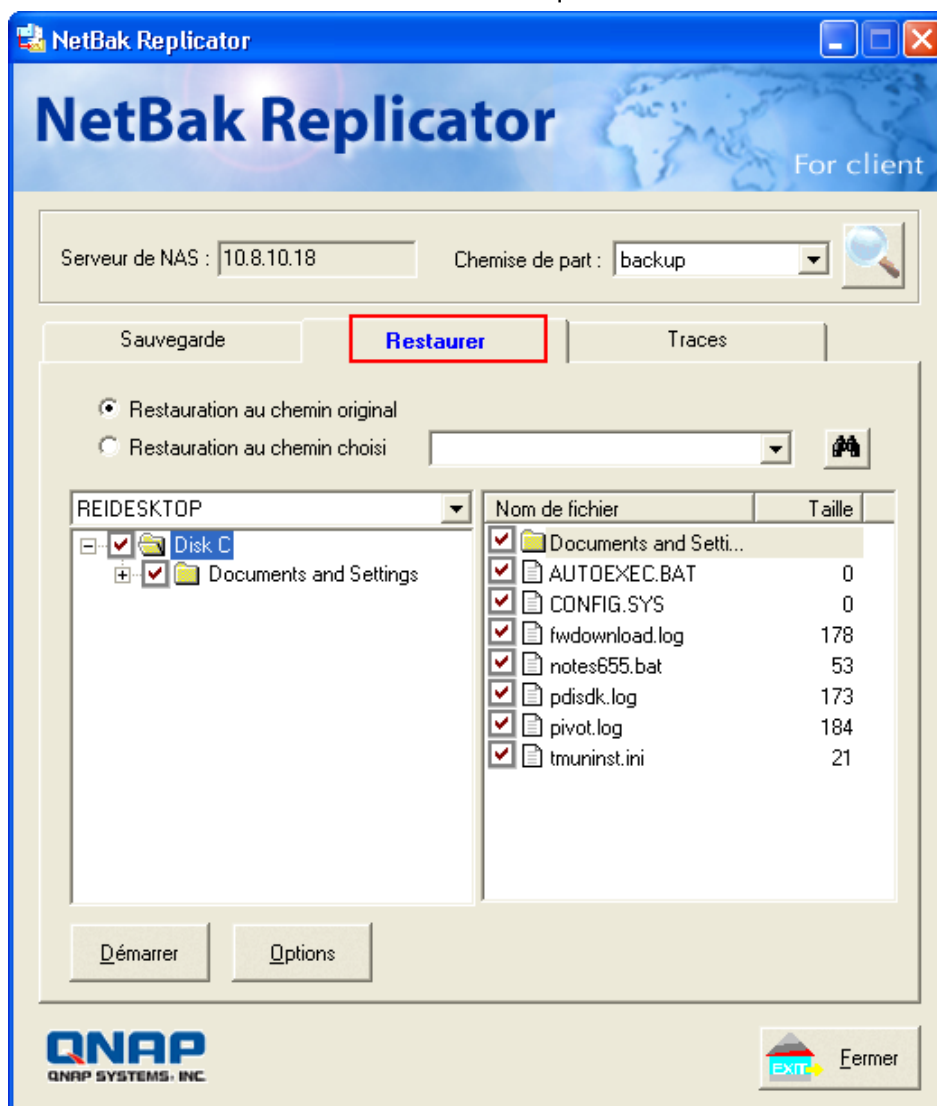 NetBak Replicator
NetBak Replicator
For client
Serveur de NAS : 10.8.10.18 Chemise de part : backup
Sauvegarde Restaurer Traces
Restauration au chemin original
Restauration au chemin choisi
REIDESKTOP Nom de fichier Taille
Disk C Documents and Setti...
Documents and Settings AUTOEXEC.BAT 0
CONFIG.SYS 0
fwdownload.log 178
notes655.bat 53
pdisdk.log 173
pivot.log 184
tmuninst.ini 21
Démarrer Options
QNAP
QNAP SYSTEMS, INC
EXIT Fermer